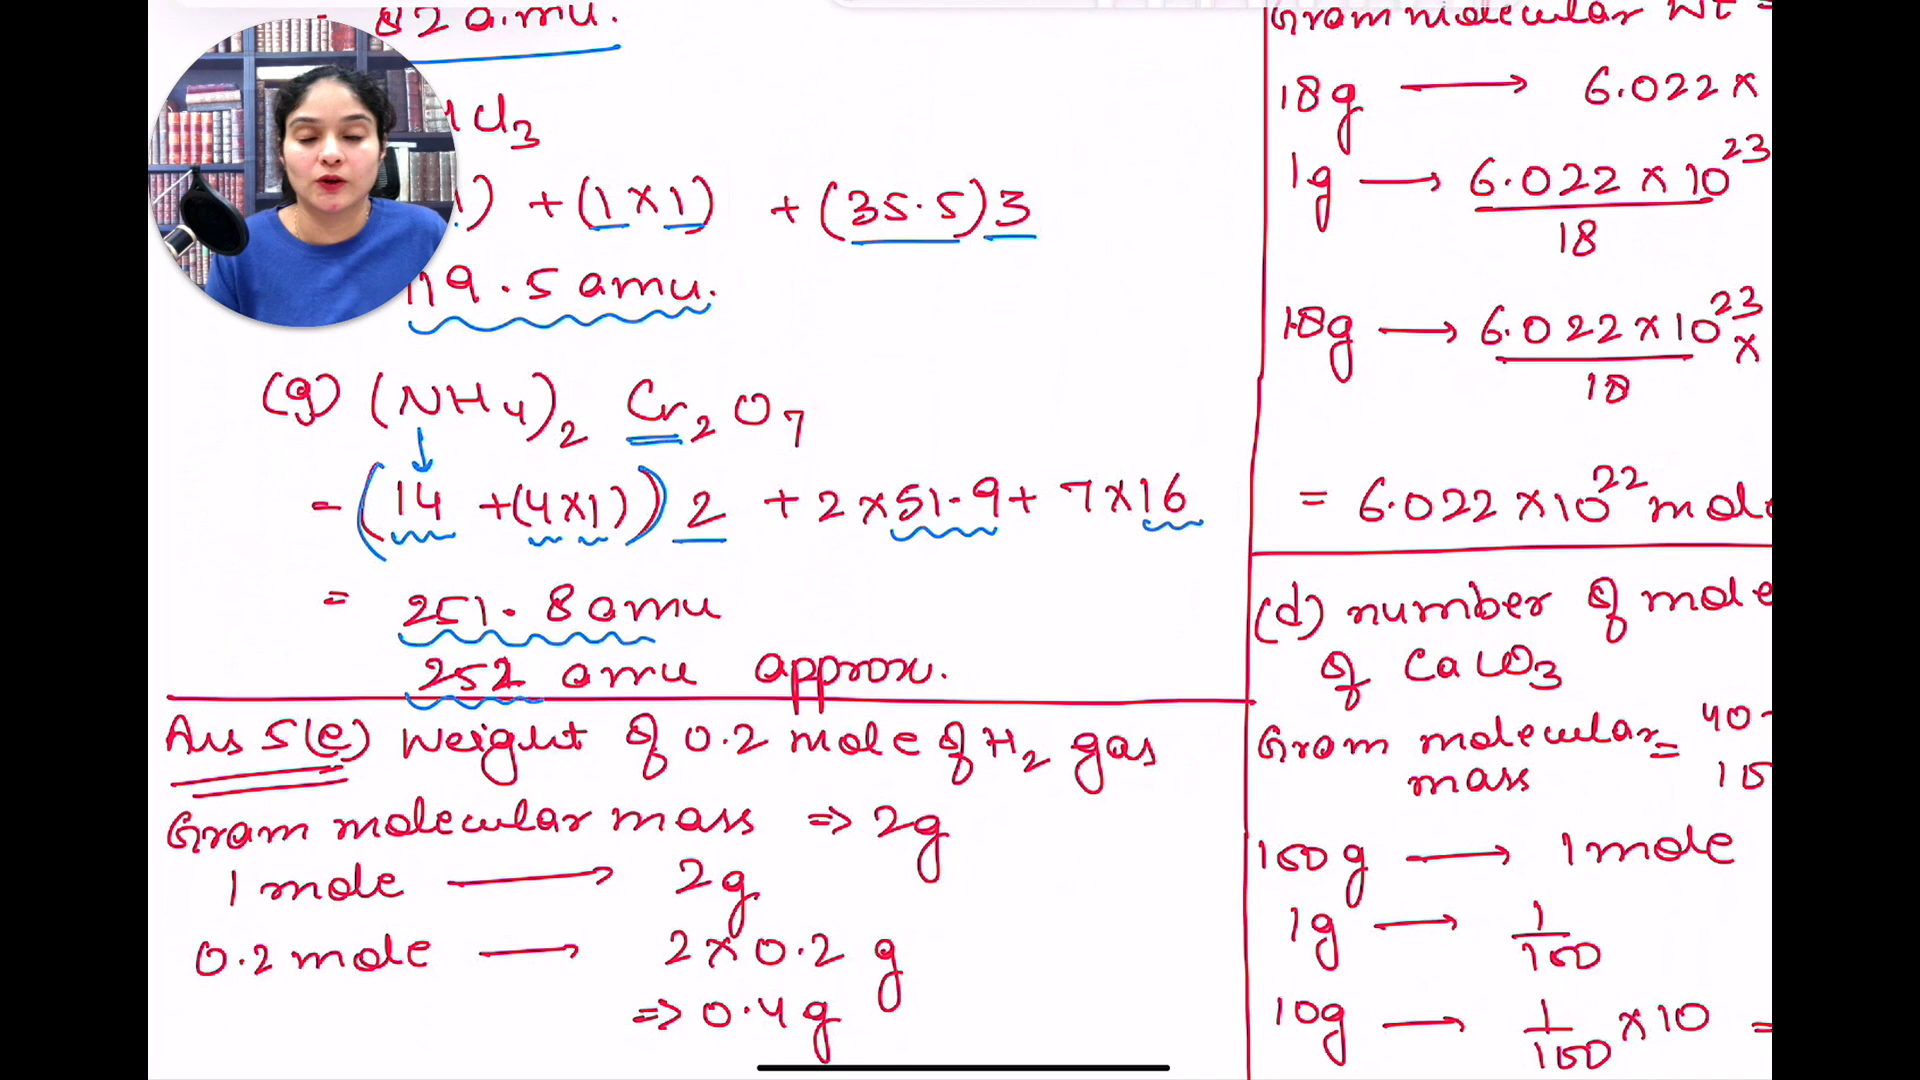 82 a.mu.
Cl3
+ (1 x 1) + (35.5) 3
119.5 amu.
(g) (NH4)2 Cr2O7
= (14 + (4x1)) 2 + 2 x 51.9 + 7 x 16
= 251.8 amu
252 amu approx.
Ans 5(e) Weight of 0.2 mole of H2 gas
Gram molecular mass => 2g
1 mole → 2g
0.2 mole — 2 x 0.2 g
=> 0.4 g
Gram molecular wt =
18g → 6.022 x
1g → 6.022 x 10^23 / 18
g → 6.022 x 10^23 / 18 x
= 6.022 x 10^22 mol
(d) number of mole
of CaCO3
Gram molecular = 40
mass
100g → 1 mole
1g → 1/100
10g → 1/100 x 10 =